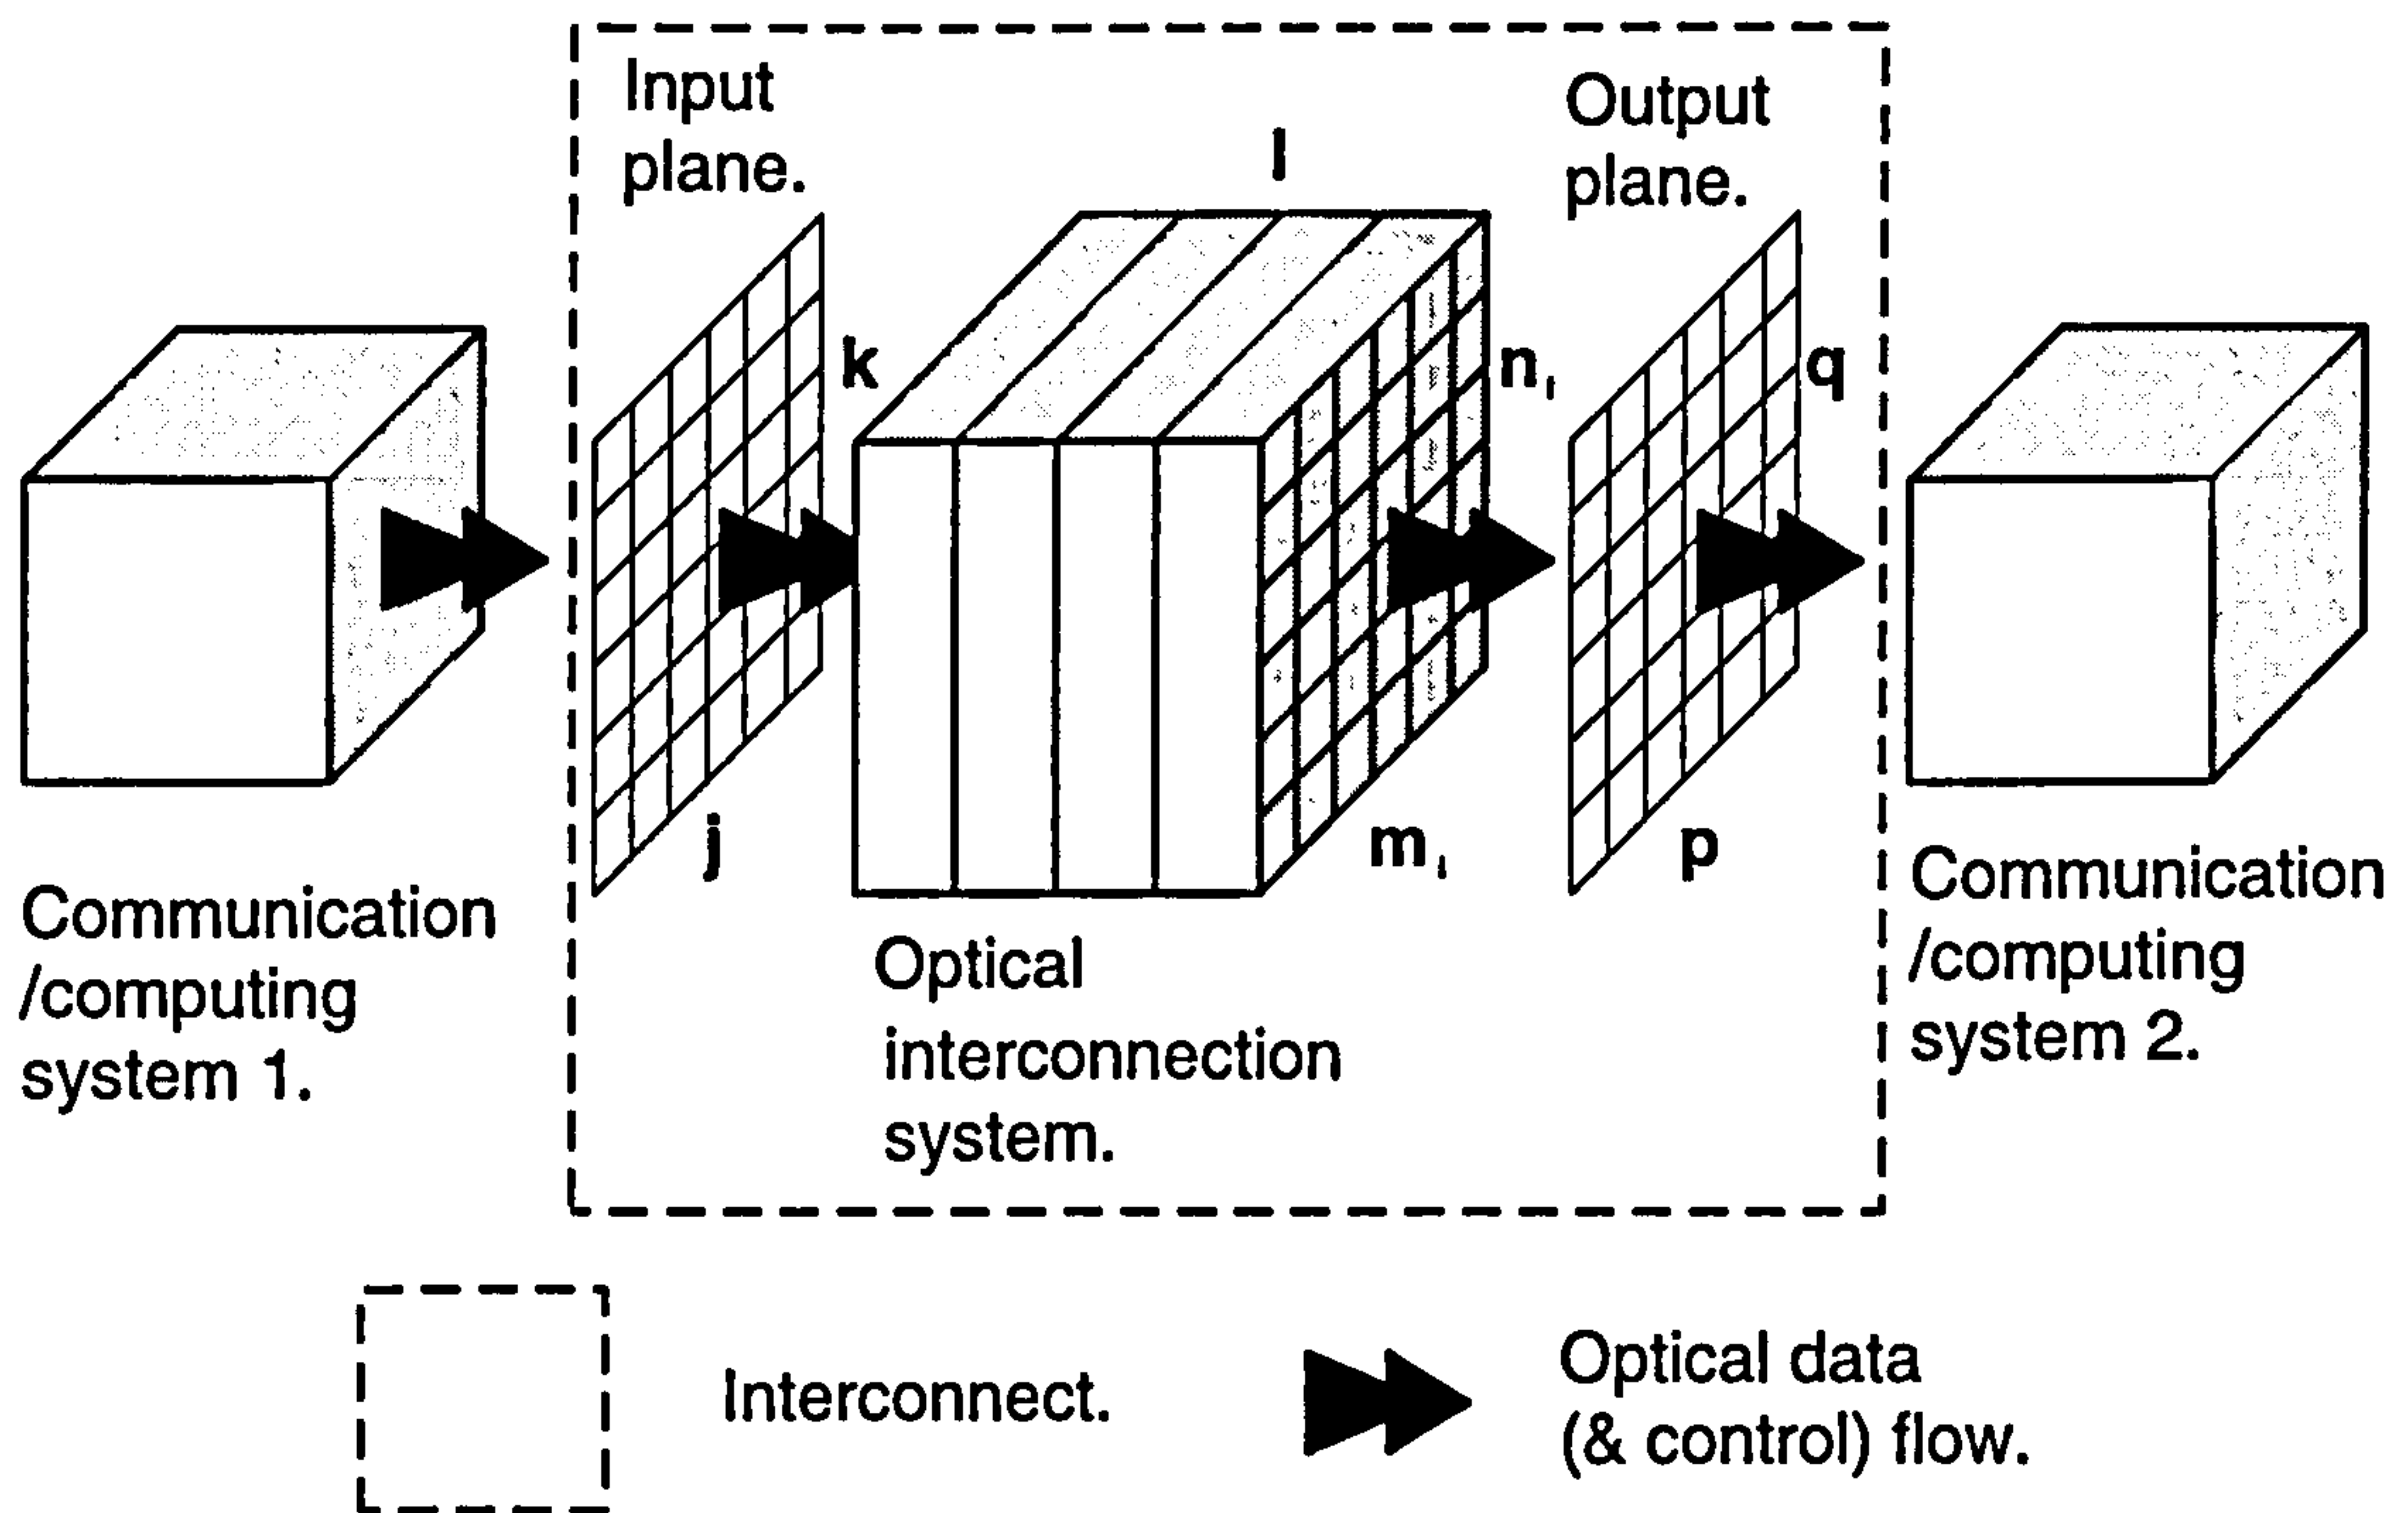 Input
plane.
l
Output
plane.
k
n l
q
j
m l
p
Communication
/computing
system 1.
Optical
interconnection
system.
Communication
/computing
system 2.
Interconnect.
Optical data
(& control) flow.